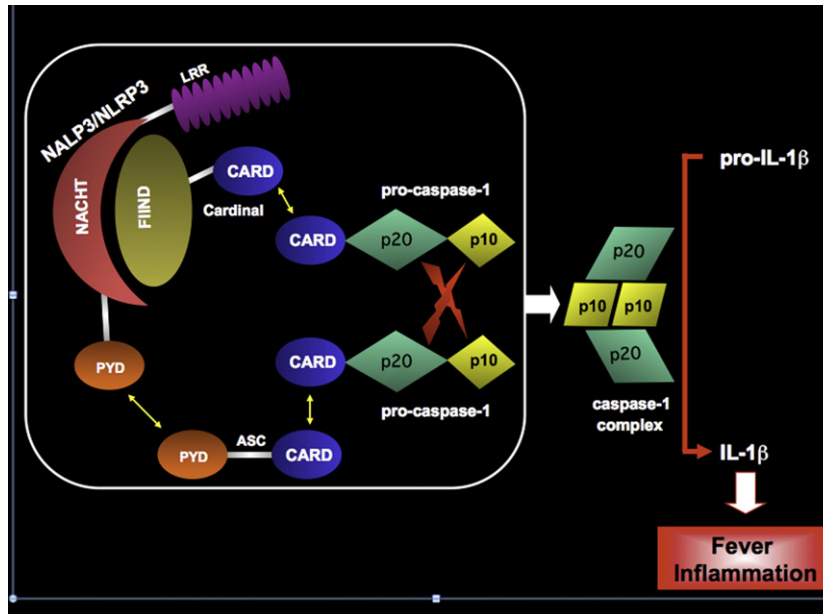 LRR
NALP3/NLRP3
NACHT
FIIND
CARD
Cardinal
pro-caspase-1
CARD
p20
p10
CARD
p20
p10
pro-caspase-1
PYD
PYD
ASC
CARD
p20
p10
p10
p20
caspase-1
complex
pro-IL-1β
IL-1β
Fever
Inflammation